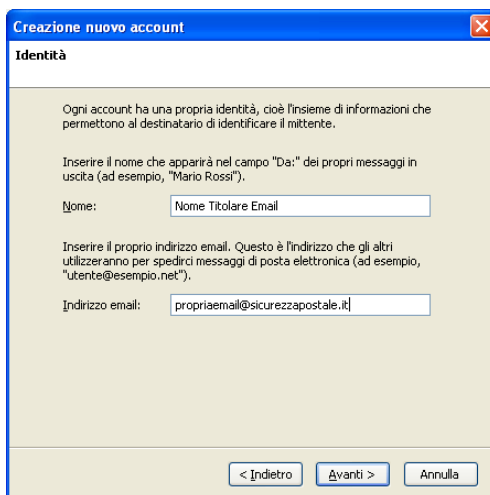 Creazione nuovo account
Identità
Ogni account ha una propria identità, cioè l'insieme di informazioni che
permettono al destinatario di identificare il mittente.
Inserire il nome che apparirà nel campo "Da:" dei propri messaggi in
uscita (ad esempio, "Mario Rossi").
Nome: Nome Titolare Email
Inserire il proprio indirizzo email. Questo è l'indirizzo che gli altri
utilizzeranno per spedirci messaggi di posta elettronica (ad esempio,
"utente@esempio.net").
Indirizzo email: propriaemail@sicurezzapostale.it
< Indietro Avanti > Annulla